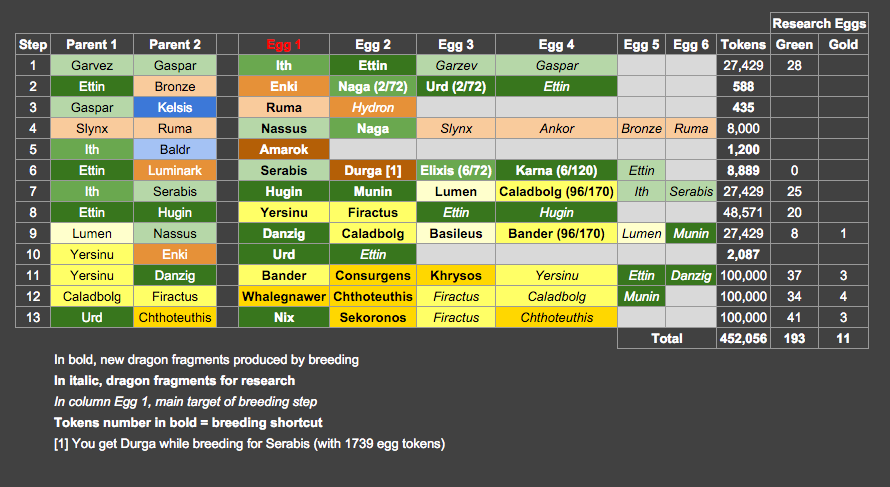 Research Eggs
Step Parent 1 Parent 2 Egg 1 Egg 2 Egg 3 Egg 4 Egg 5 Egg 6 Tokens Green Gold
1 Garvez Gaspar Ith Ettin Garzev Gaspar 27,429 28
2 Ettin Bronze Enki Naga (2/72) Urd (2/72) Ettin 588
3 Gaspar Kelsis Ruma Hydron 435
4 Slynx Ruma Nassus Naga Slynx Ankor Bronze Ruma 8,000
5 Ith Baldr Amarok 1,200
6 Ettin Luminark Serabis Durga [1] Elixis (6/72) Karna (6/120) Ettin 8,889 0
7 Ith Serabis Hugin Munin Lumen Caladbolg (96/170) Ith Serabis 27,429 25
8 Ettin Hugin Yersinu Firactus Ettin Hugin 48,571 20
9 Lumen Nassus Danzig Caladbolg Basileus Bander (96/170) Lumen Munin 27,429 8 1
10 Yersinu Enki Urd Ettin 2,087
11 Yersinu Danzig Bander Consurgens Khrysos Yersinu Ettin Danzig 100,000 37 3
12 Caladbolg Firactus Whalegnawer Chthoteuthis Firactus Caladbolg Munin 100,000 34 4
13 Urd Chthoteuthis Nix Sekoronos Firactus Chthoteuthis 100,000 41 3
Total 452,056 193 11
In bold, new dragon fragments produced by breeding
In italic, dragon fragments for research
In column Egg 1, main target of breeding step
Tokens number in bold = breeding shortcut
[1] You get Durga while breeding for Serabis (with 1739 egg tokens)